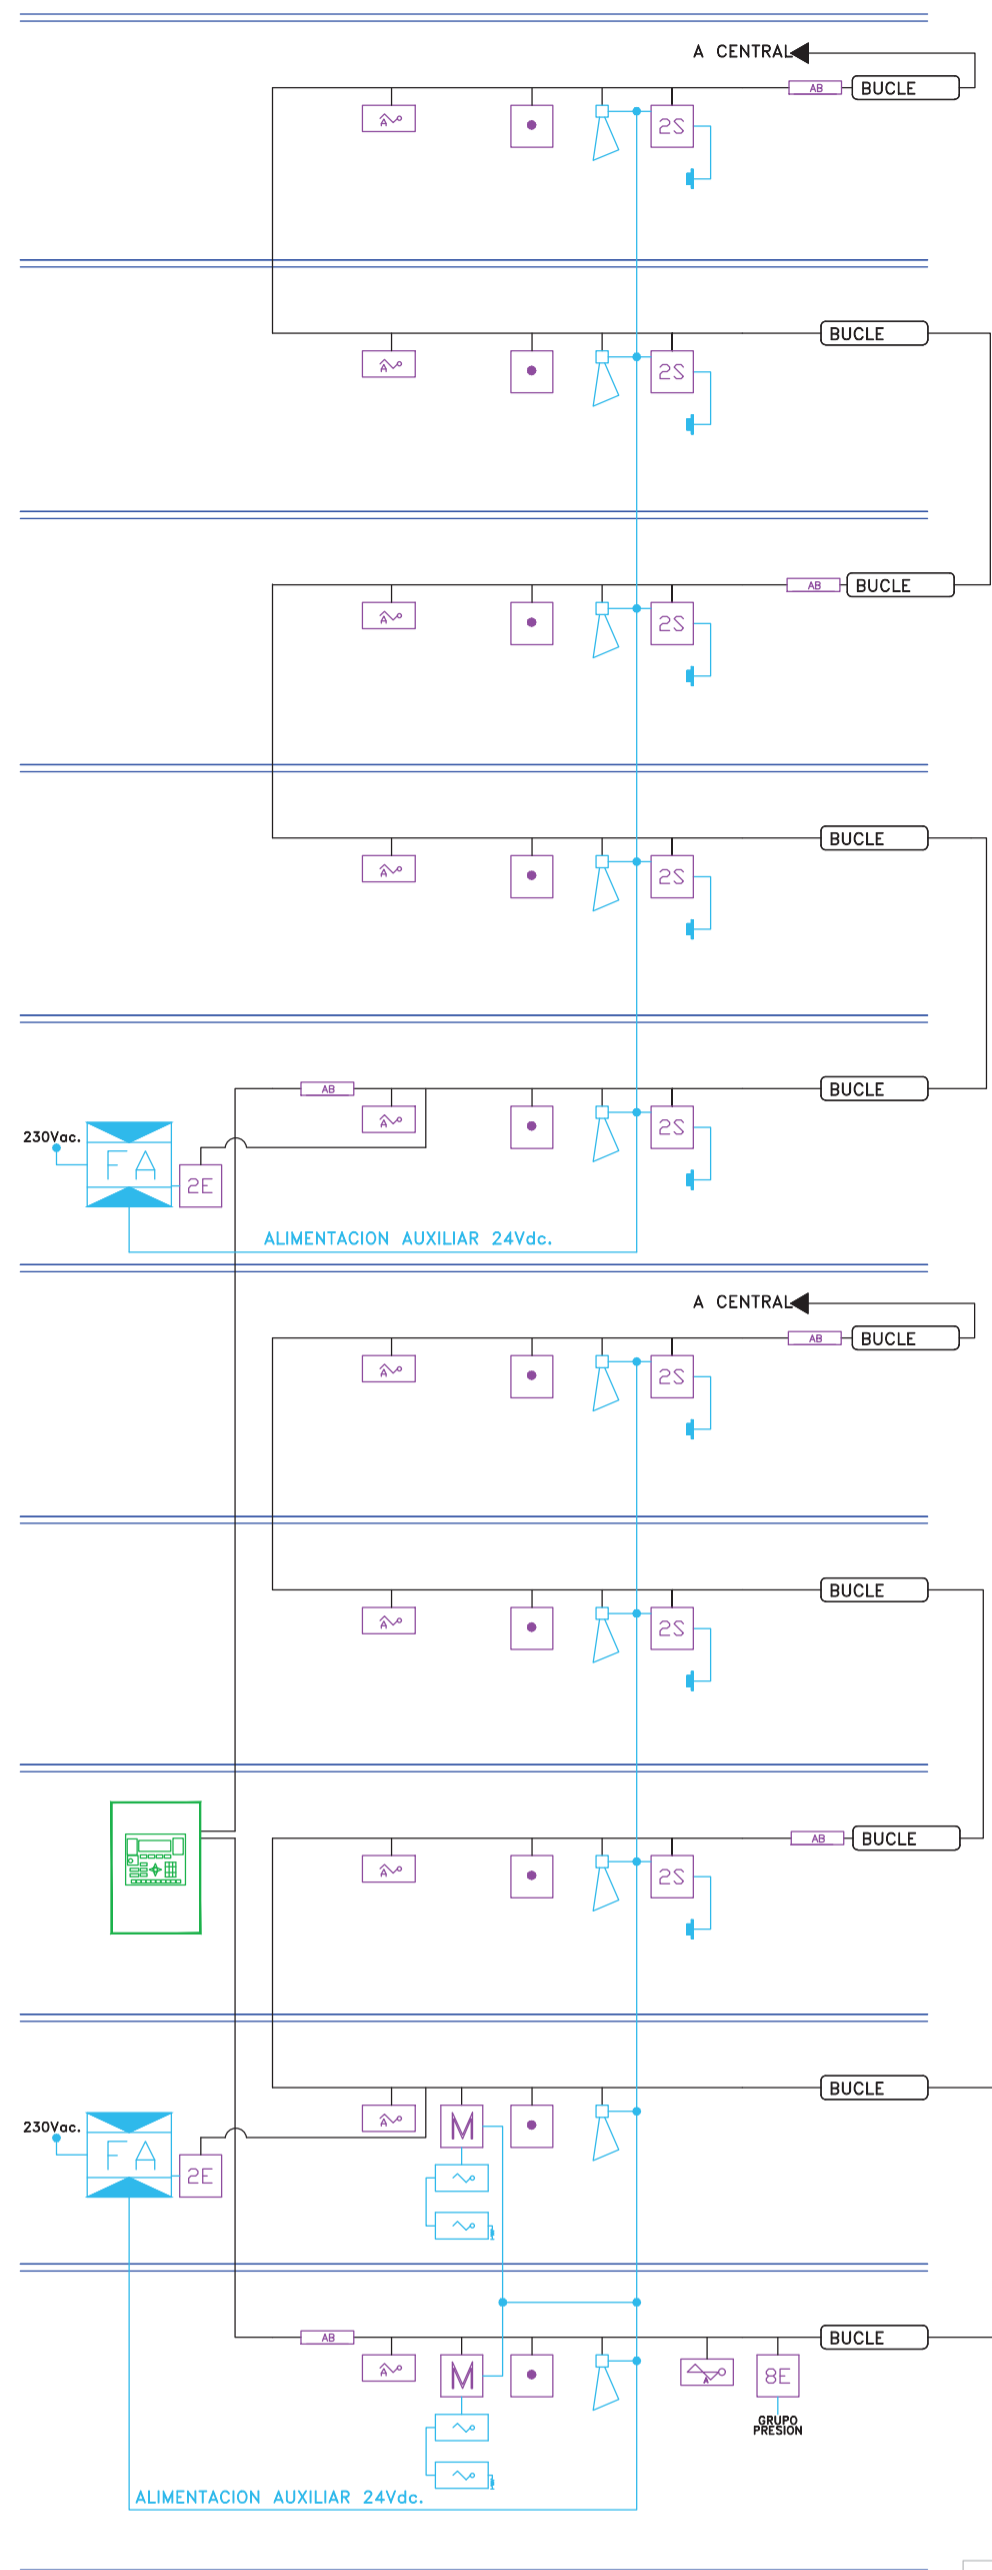 A CENTRAL
AB BUCLE
A
2S
BUCLE
A
2S
AB BUCLE
A
2S
BUCLE
A
2S
AB BUCLE
230Vac.
A
2S
FA
2E
ALIMENTACION AUXILIAR 24Vdc.
A CENTRAL
AB BUCLE
A
2S
BUCLE
A
2S
AB BUCLE
A
2S
BUCLE
230Vac.
A M
FA
2E
AB BUCLE
A M A 8E
GRUPO
PRESION
ALIMENTACION AUXILIAR 24Vdc.